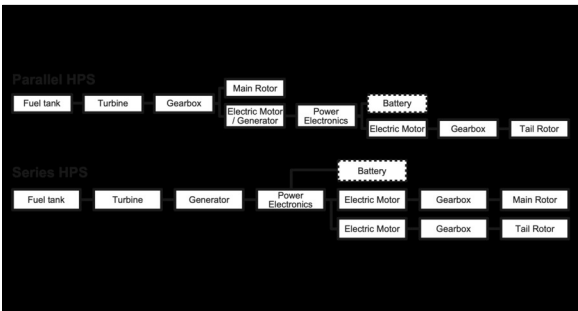 Parallel HPS
Main Rotor
Fuel tank
Turbine
Gearbox
Electric Motor
/ Generator
Power
Electronics
Battery
Electric Motor
Gearbox
Tail Rotor
Series HPS
Battery
Fuel tank
Turbine
Generator
Power
Electronics
Electric Motor
Gearbox
Main Rotor
Electric Motor
Gearbox
Tail Rotor